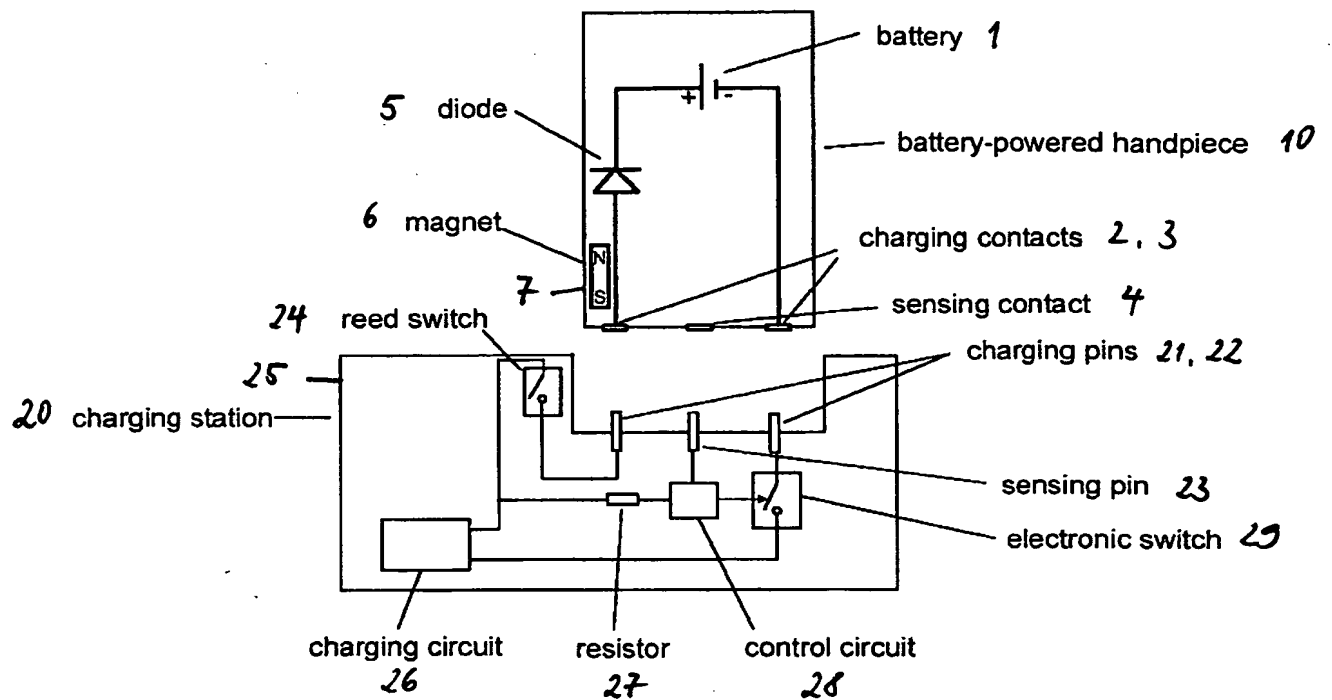 battery 1
+ -
5 diode
battery-powered handpiece 10
6 magnet
charging contacts 2, 3
N
7
S
sensing contact 4
24 reed switch
charging pins 21, 22
25
20 charging station
sensing pin 23
electronic switch 29
charging circuit resistor control circuit
26 27 28